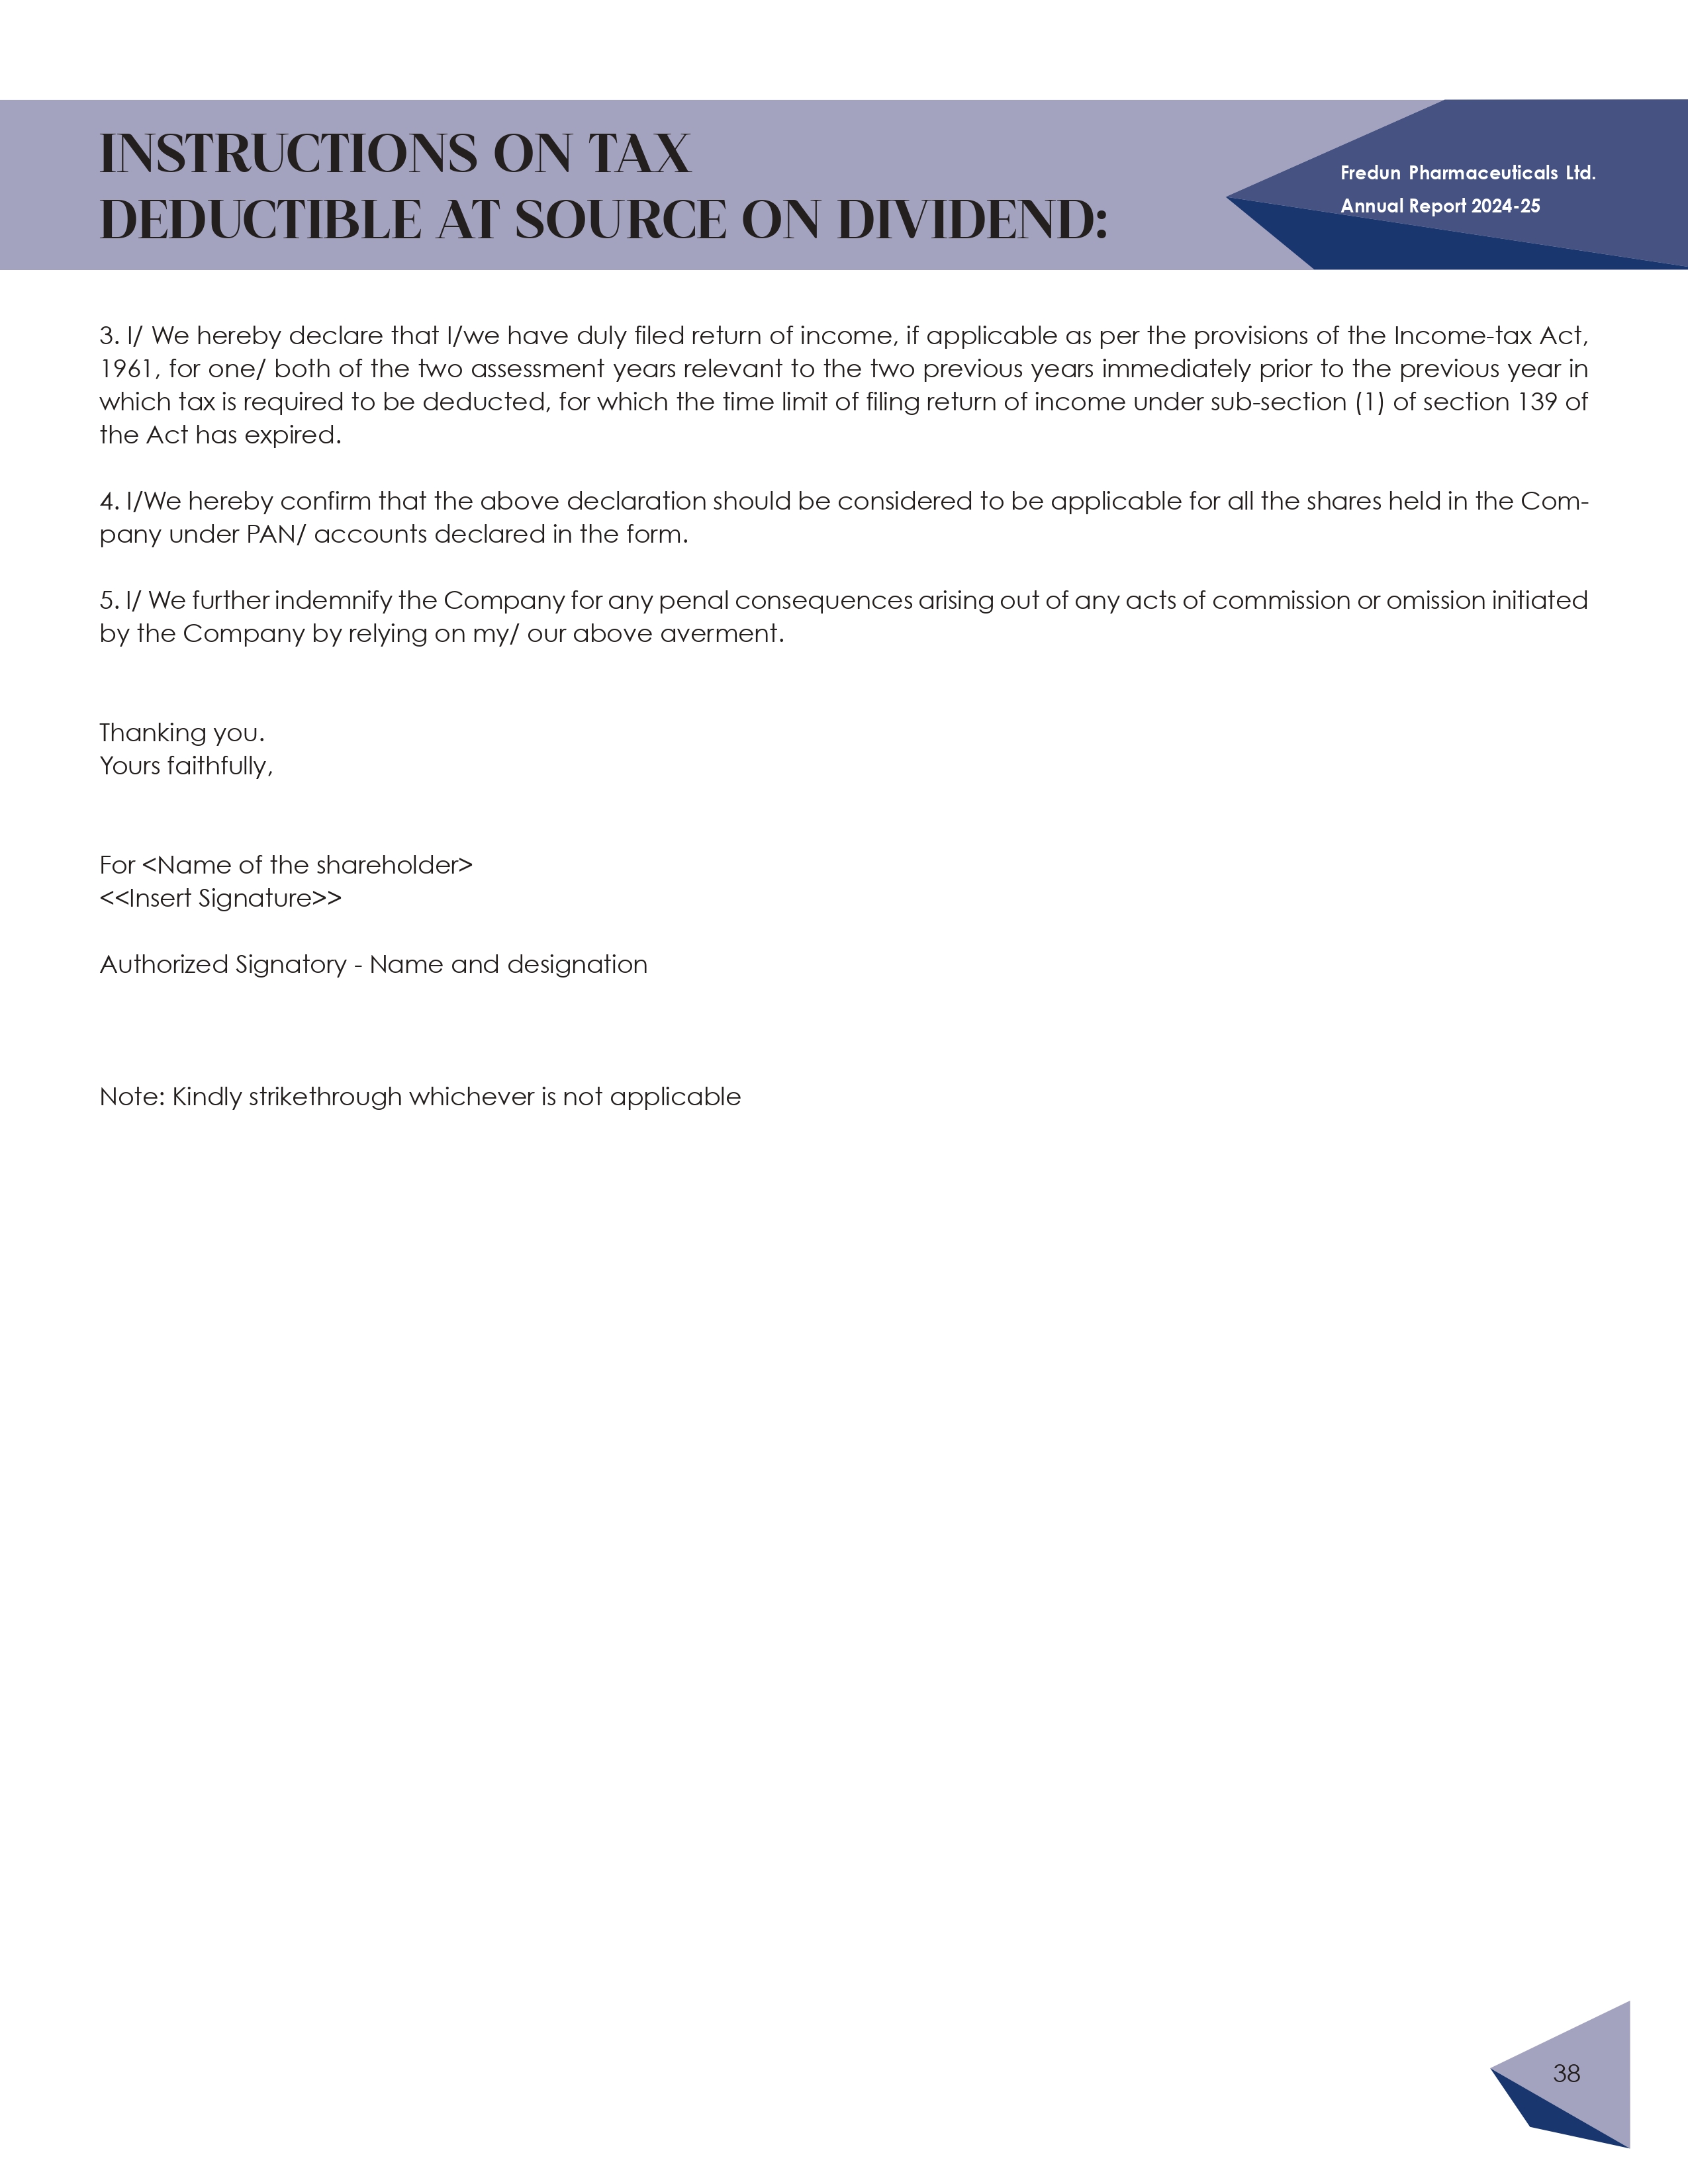 INSTRUCTIONS ON TAX
DEDUCTIBLE AT SOURCE ON DIVIDEND:
Fredun Pharmaceuticals Ltd.
Annual Report 2024-25
3. I/ We hereby declare that I/we have duly filed return of income, if applicable as per the provisions of the Income-tax Act,
1961, for one/ both of the two assessment years relevant to the two previous years immediately prior to the previous year in
which tax is required to be deducted, for which the time limit of filing return of income under sub-section (1) of section 139 of
the Act has expired.
4. I/We hereby confirm that the above declaration should be considered to be applicable for all the shares held in the Com-
pany under PAN/ accounts declared in the form.
5. I/ We further indemnify the Company for any penal consequences arising out of any acts of commission or omission initiated
by the Company by relying on my/ our above averment.
Thanking you.
Yours faithfully,
For <Name of the shareholder>
<<Insert Signature>>
Authorized Signatory - Name and designation
Note: Kindly strikethrough whichever is not applicable
38